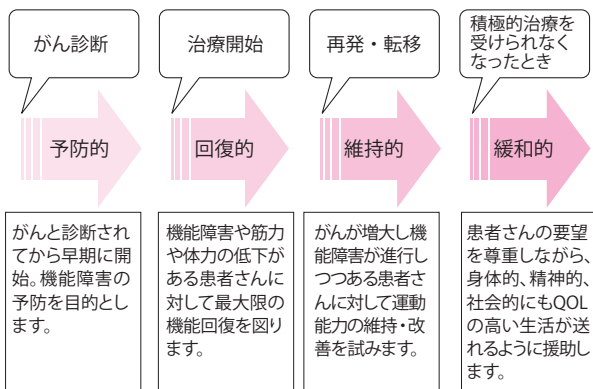 がん診断
治療開始
再発・転移
積極的治療を
受けられなく
なったとき
予防的
回復的
維持的
緩和的
がんと診断され
てから早期に開
始。機能障害の
予防を目的とし
ます。
機能障害や筋力
や体力の低下が
ある患者さんに
対して最大限の
機能回復を図り
ます。
がんが増大し機
能障害が進行し
つつある患者さ
んに対して運動
能力の維持・改
善を試みます。
患者さんの要望
を尊重しながら、
身体的、精神的、
社会的にもQOL
の高い生活が送
れるように援助し
ます。